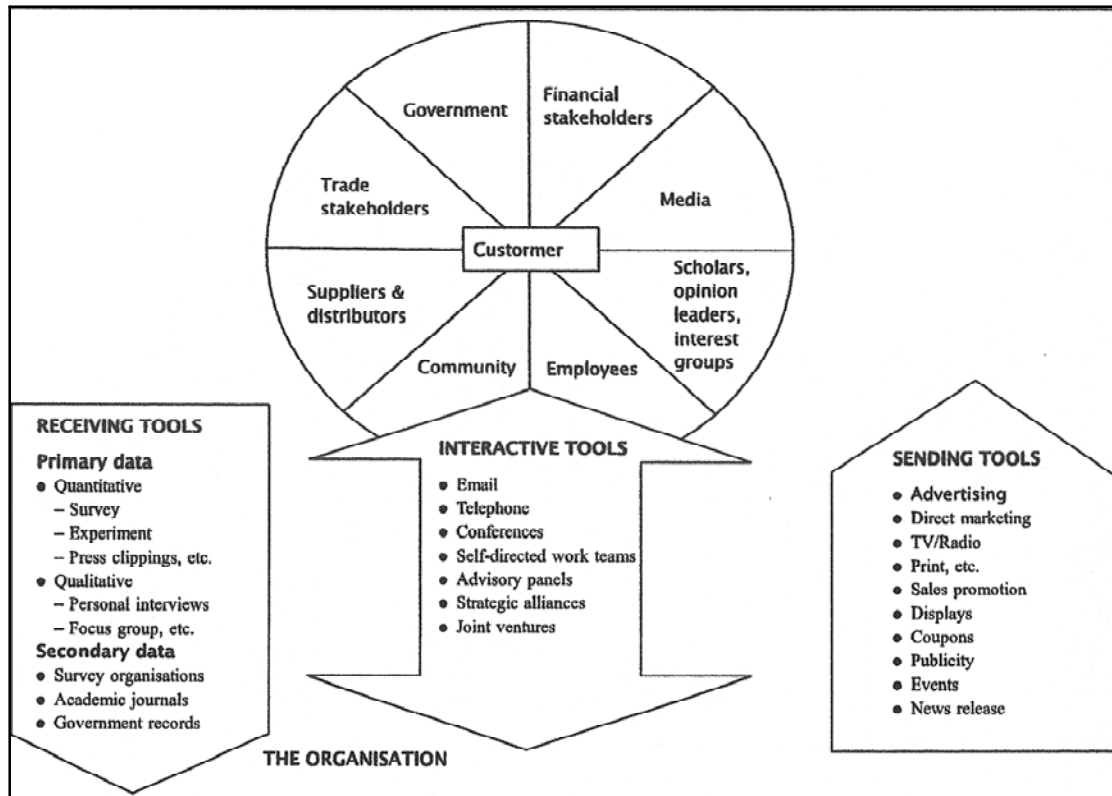 Government
Financial
stakeholders
Trade
stakeholders
Media
Custormer
Suppliers &
distributors
Scholars,
opinion
leaders,
interest
groups
Community
Employees
RECEIVING TOOLS
Primary data
● Quantitative
– Survey
– Experiment
– Press clippings, etc.
● Qualitative
– Personal interviews
– Focus group, etc.
Secondary data
● Survey organisations
● Academic journals
● Government records
INTERACTIVE TOOLS
● Email
● Telephone
● Conferences
● Self-directed work teams
● Advisory panels
● Strategic alliances
● Joint ventures
SENDING TOOLS
● Advertising
● Direct marketing
● TV/Radio
● Print, etc.
● Sales promotion
● Displays
● Coupons
● Publicity
● Events
● News release
THE ORGANISATION